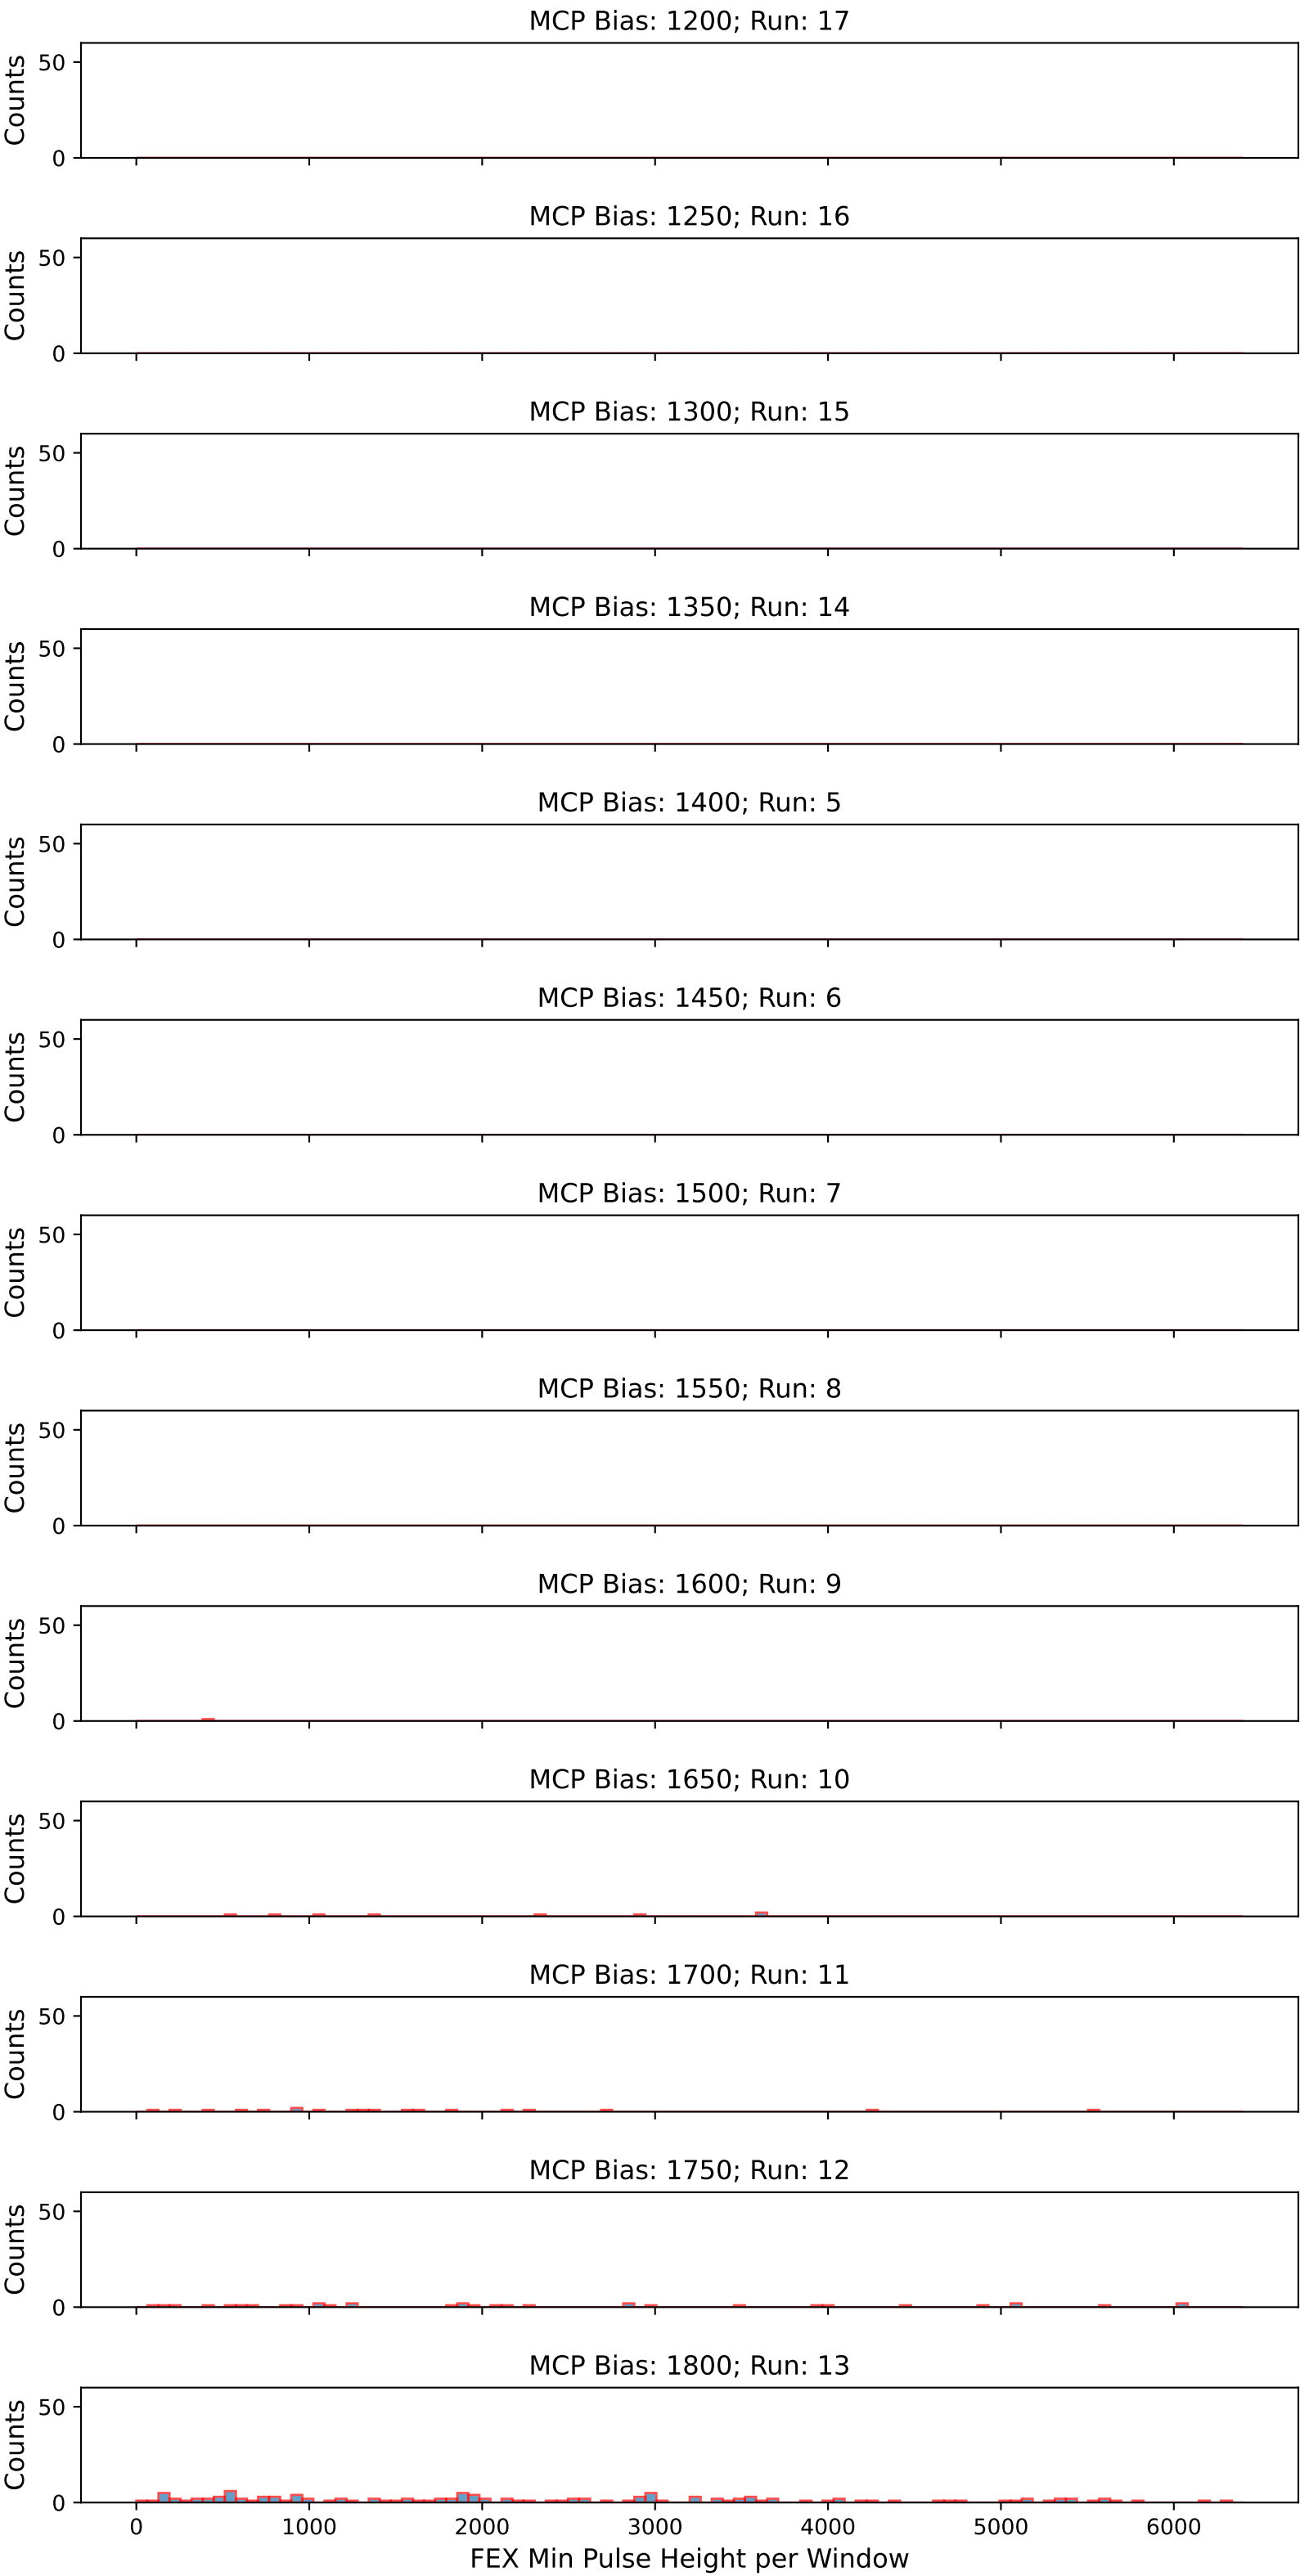 MCP Bias: 1200; Run: 17
50
Counts
0
MCP Bias: 1250; Run: 16
50
Counts
0
MCP Bias: 1300; Run: 15
50
Counts
0
MCP Bias: 1350; Run: 14
50
Counts
0
MCP Bias: 1400; Run: 5
50
Counts
0
MCP Bias: 1450; Run: 6
50
Counts
0
MCP Bias: 1500; Run: 7
50
Counts
0
MCP Bias: 1550; Run: 8
50
Counts
0
MCP Bias: 1600; Run: 9
50
Counts
0
MCP Bias: 1650; Run: 10
50
Counts
0
MCP Bias: 1700; Run: 11
50
Counts
0
MCP Bias: 1750; Run: 12
50
Counts
0
MCP Bias: 1800; Run: 13
50
Counts
0
0 1000 2000 3000 4000 5000 6000
FEX Min Pulse Height per Window